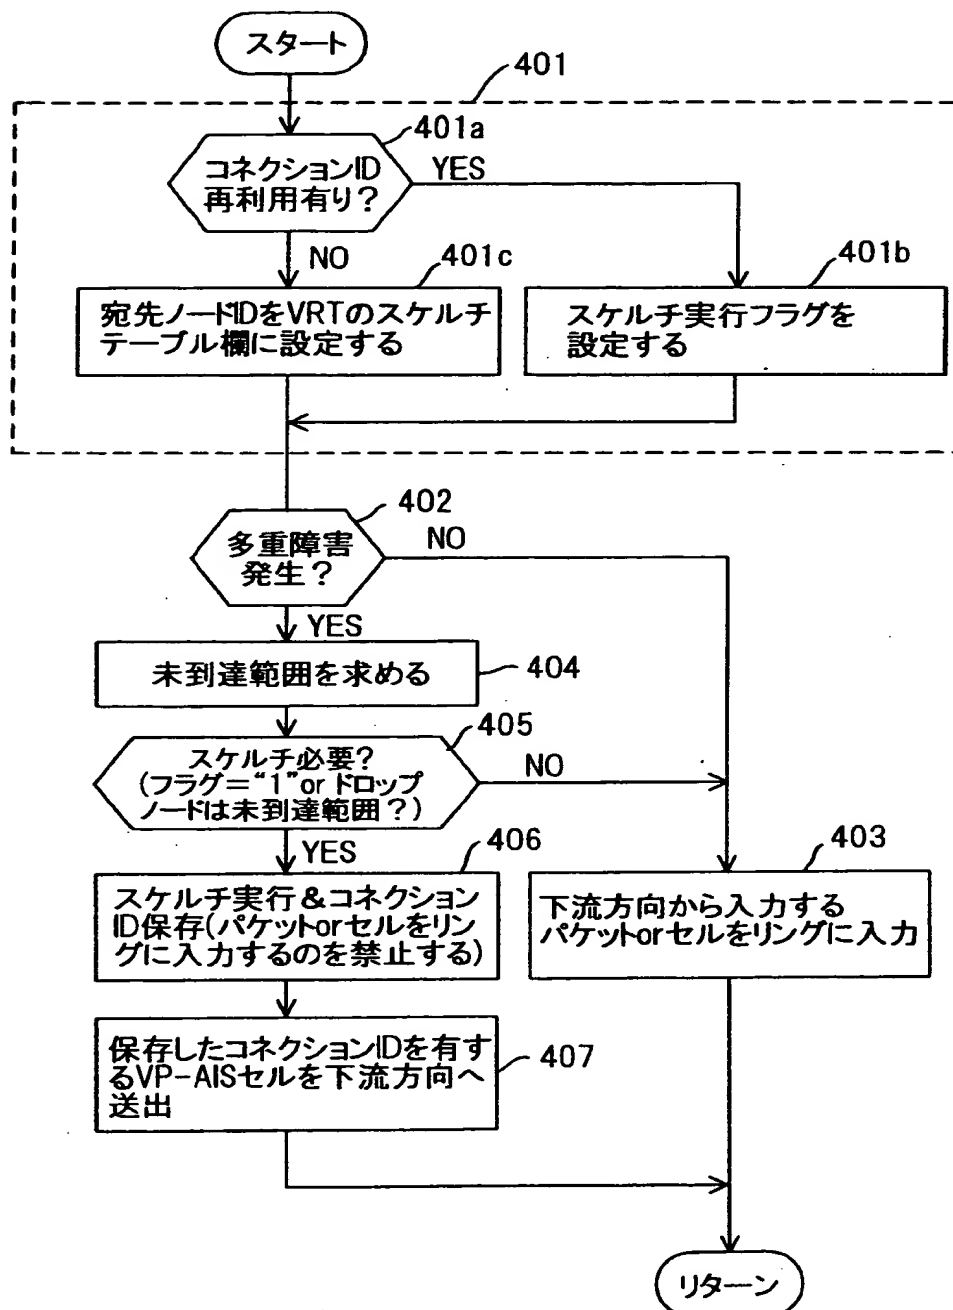 スタート
401
401a
コネクションID
再利用有り?
YES
NO
401c
宛先ノードIDをVRTのスケルチ
テーブル欄に設定する
401b
スケルチ実行フラグを
設定する
402
多重障害
発生?
NO
YES
未到達範囲を求める
404
405
スケルチ必要?
(フラグ="1"or ドロップ
ノードは未到達範囲?)
NO
YES
406
スケルチ実行&コネクション
ID保存(パケットorセルをリン
グに入力するのを禁止する)
403
下流方向から入力する
パケットorセルをリングに入力
保存したコネクションIDを有す
るVP-AISセルを下流方向へ
送出
407
リターン